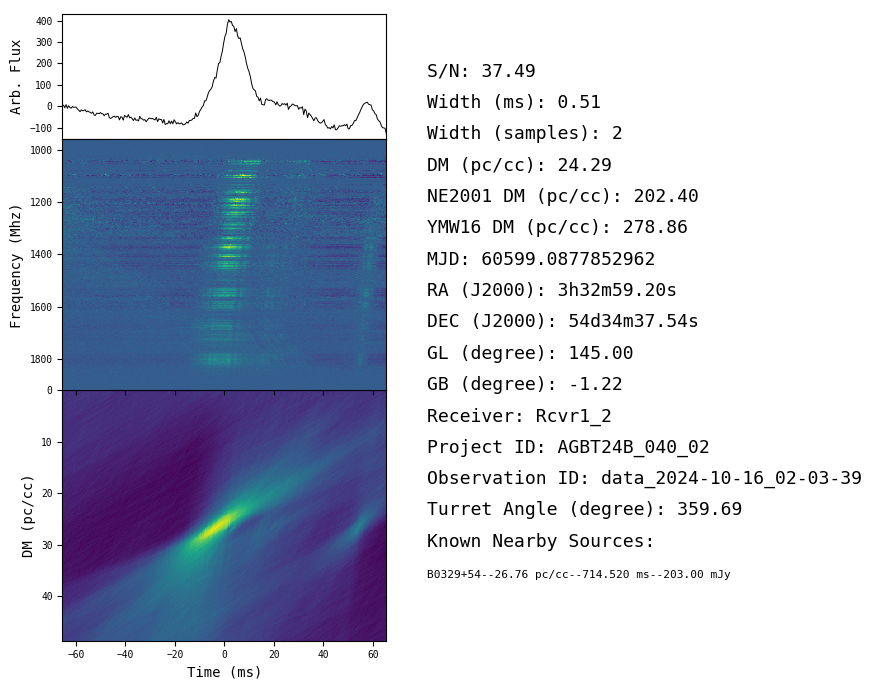 400
300
200
100
0
−100
Arb. Flux
1000
1200
1400
1600
1800
Frequency (Mhz)
0
10
20
30
40
DM (pc/cc)
−60
−40
−20
0
20
40
60
Time (ms)
S/N: 37.49
Width (ms): 0.51
Width (samples): 2
DM (pc/cc): 24.29
NE2001 DM (pc/cc): 202.40
YMW16 DM (pc/cc): 278.86
MJD: 60599.0877852962
RA (J2000): 3h32m59.20s
DEC (J2000): 54d34m37.54s
GL (degree): 145.00
GB (degree): -1.22
Receiver: Rcvr1_2
Project ID: AGBT24B_040_02
Observation ID: data_2024-10-16_02-03-39
Turret Angle (degree): 359.69
Known Nearby Sources:
B0329+54--26.76 pc/cc--714.520 ms--203.00 mJy